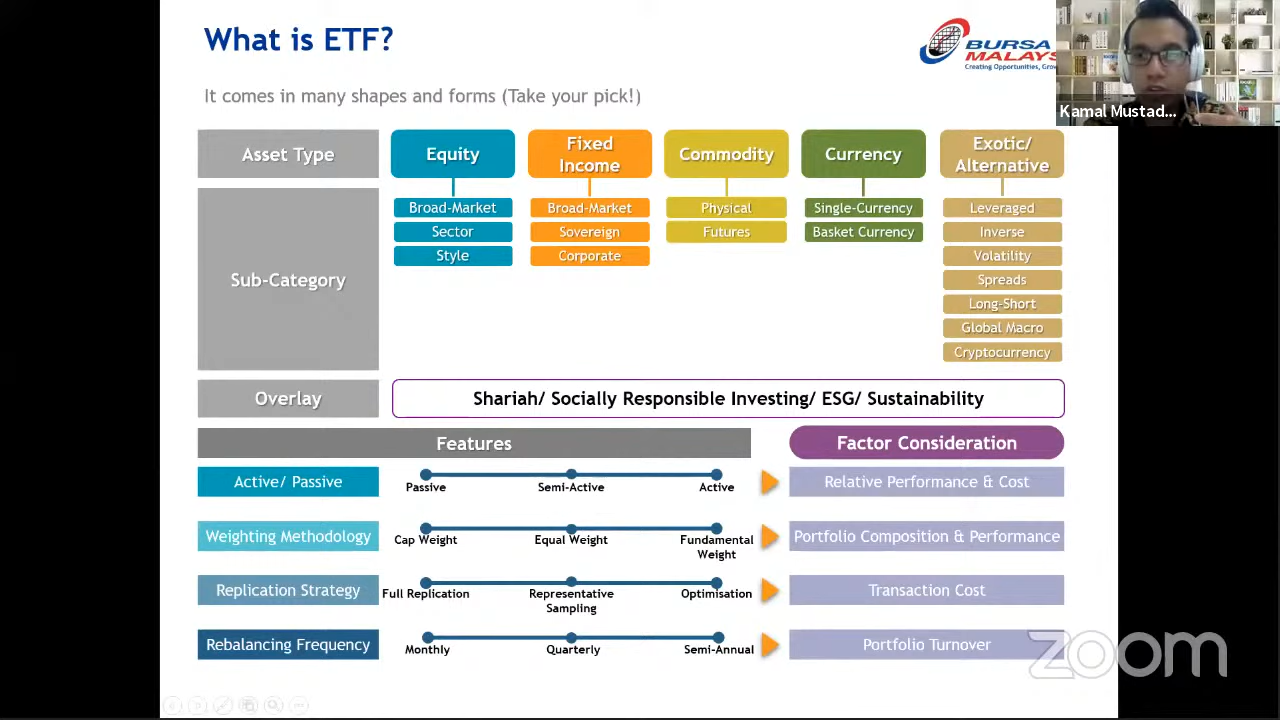 What is ETF?
BURSA
MALAYS
Creating Opportunities, Grow
Kamal Mustad...
It comes in many shapes and forms (Take your pick!)
Asset Type
Equity
Fixed
Income
Commodity
Currency
Exotic/
Alternative
Sub-Category
Broad-Market
Sector
Style
Broad-Market
Sovereign
Corporate
Physical
Futures
Single-Currency
Basket Currency
Leveraged
Inverse
Volatility
Spreads
Long-Short
Global Macro
Cryptocurrency
Overlay
Shariah/ Socially Responsible Investing/ ESG/ Sustainability
Features
Factor Consideration
Active/ Passive
Passive
Semi-Active
Active
Relative Performance & Cost
Weighting Methodology
Cap Weight
Equal Weight
Fundamental
Weight
Portfolio Composition & Performance
Replication Strategy
Full Replication
Representative
Sampling
Optimisation
Transaction Cost
Rebalancing Frequency
Monthly
Quarterly
Semi-Annual
Portfolio Turnover
zoom